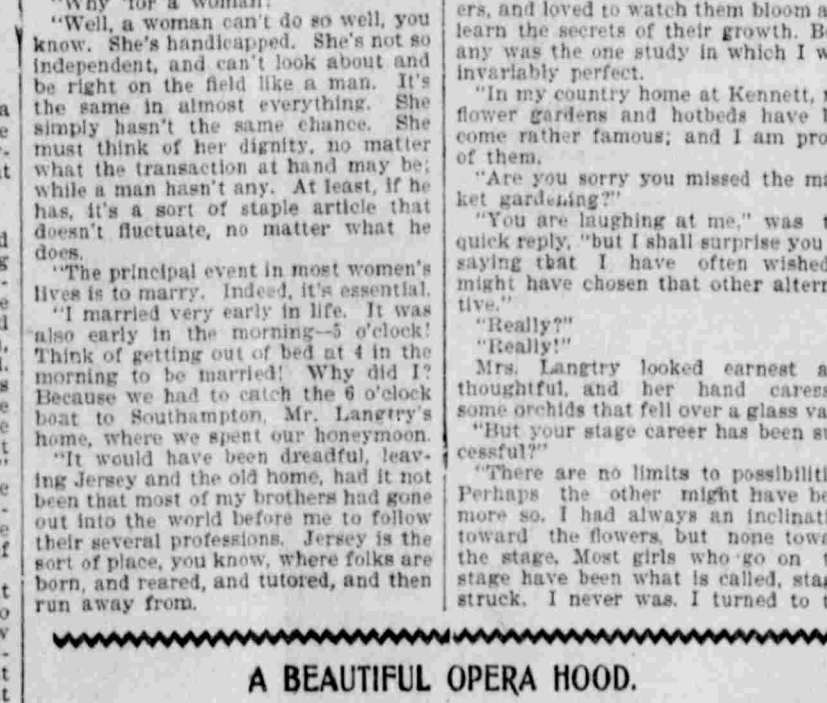 "Why 'for a woman?'
"Well, a woman can't do so well, you
know. She's handicapped. She's not so
independent, and can't look about and
be right on the field like a man. It's
the same in almost everything. She
simply hasn't the same chance. She
must think of her dignity, no matter
what the transaction at hand may be;
while a man hasn't any. At least, if he
has, it's a sort of staple article that
doesn't fluctuate, no matter what he
does.
"The principal event in most women's
lives is to marry. Indeed, it's essential.
"I married very early in life. It was
also early in the morning--5 o'clock!
Think of getting out of bed at 4 in the
morning to be married! Why did I?
Because we had to catch the 6 o'clock
boat to Southampton, Mr. Langtry's
home, where we spent our honeymoon.
"It would have been dreadful, leav-
ing Jersey and the old home, had it not
been that most of my brothers had gone
out into the world before me to follow
their several professions. Jersey is the
sort of place, you know, where folks are
born, and reared, and tutored, and then
run away from.
ers, and loved to watch them bloom a
learn the secrets of their growth. B
any was the one study in which I w
invariably perfect.
"In my country home at Kennett,
flower gardens and hotbeds have b
come rather famous; and I am pro
of them.
"Are you sorry you missed the ma
ket gardening?"
"You are laughing at me," was t
quick reply, "but I shall surprise you
saying that I have often wished
might have chosen that other altern
tive."
"Really?"
"Really!"
Mrs. Langtry looked earnest a
thoughtful, and her hand caress
some orchids that fell over a glass va
"But your stage career has been su
cessful?"
"There are no limits to possibiliti
Perhaps the other might have be
more so. I had always an inclinati
toward the flowers, but none towa
the stage. Most girls who go on t
stage have been what is called, stag
struck. I never was. I turned to t
A BEAUTIFUL OPERA HOOD.